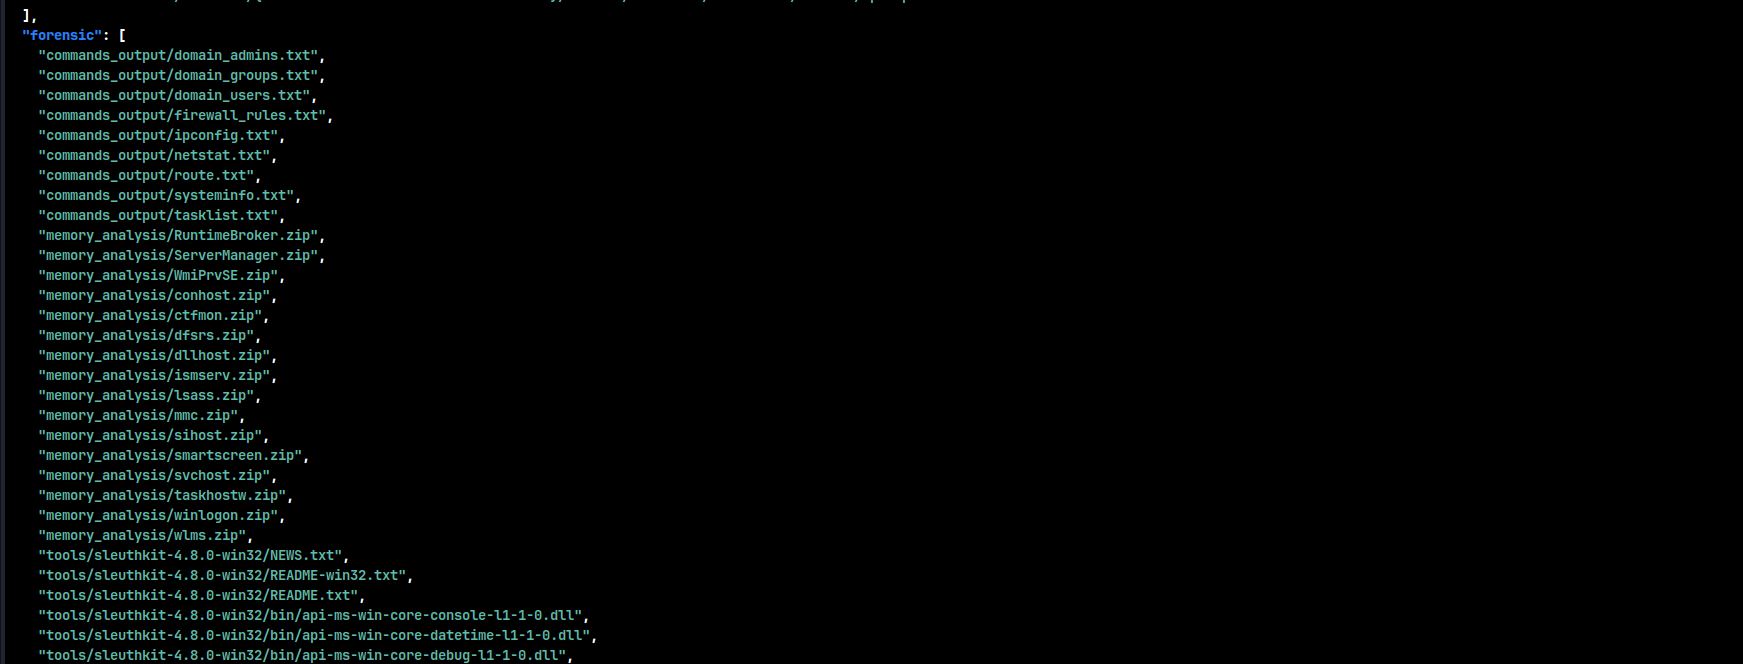 ],
"forensic": [
"commands_output/domain_admins.txt",
"commands_output/domain_groups.txt",
"commands_output/domain_users.txt",
"commands_output/firewall_rules.txt",
"commands_output/ipconfig.txt",
"commands_output/netstat.txt",
"commands_output/route.txt",
"commands_output/systeminfo.txt",
"commands_output/tasklist.txt",
"memory_analysis/RuntimeBroker.zip",
"memory_analysis/ServerManager.zip",
"memory_analysis/WmiPrvSE.zip",
"memory_analysis/conhost.zip",
"memory_analysis/ctfmon.zip",
"memory_analysis/dfsrs.zip",
"memory_analysis/dllhost.zip",
"memory_analysis/ismserv.zip",
"memory_analysis/lsass.zip",
"memory_analysis/mmc.zip",
"memory_analysis/sihost.zip",
"memory_analysis/smartscreen.zip",
"memory_analysis/svchost.zip",
"memory_analysis/taskhostw.zip",
"memory_analysis/winlogon.zip",
"memory_analysis/wlms.zip",
"tools/sleuthkit-4.8.0-win32/NEWS.txt",
"tools/sleuthkit-4.8.0-win32/README-win32.txt",
"tools/sleuthkit-4.8.0-win32/README.txt",
"tools/sleuthkit-4.8.0-win32/bin/api-ms-win-core-console-l1-1-0.dll",
"tools/sleuthkit-4.8.0-win32/bin/api-ms-win-core-datetime-l1-1-0.dll",
"tools/sleuthkit-4.8.0-win32/bin/api-ms-win-core-debug-l1-1-0.dll",